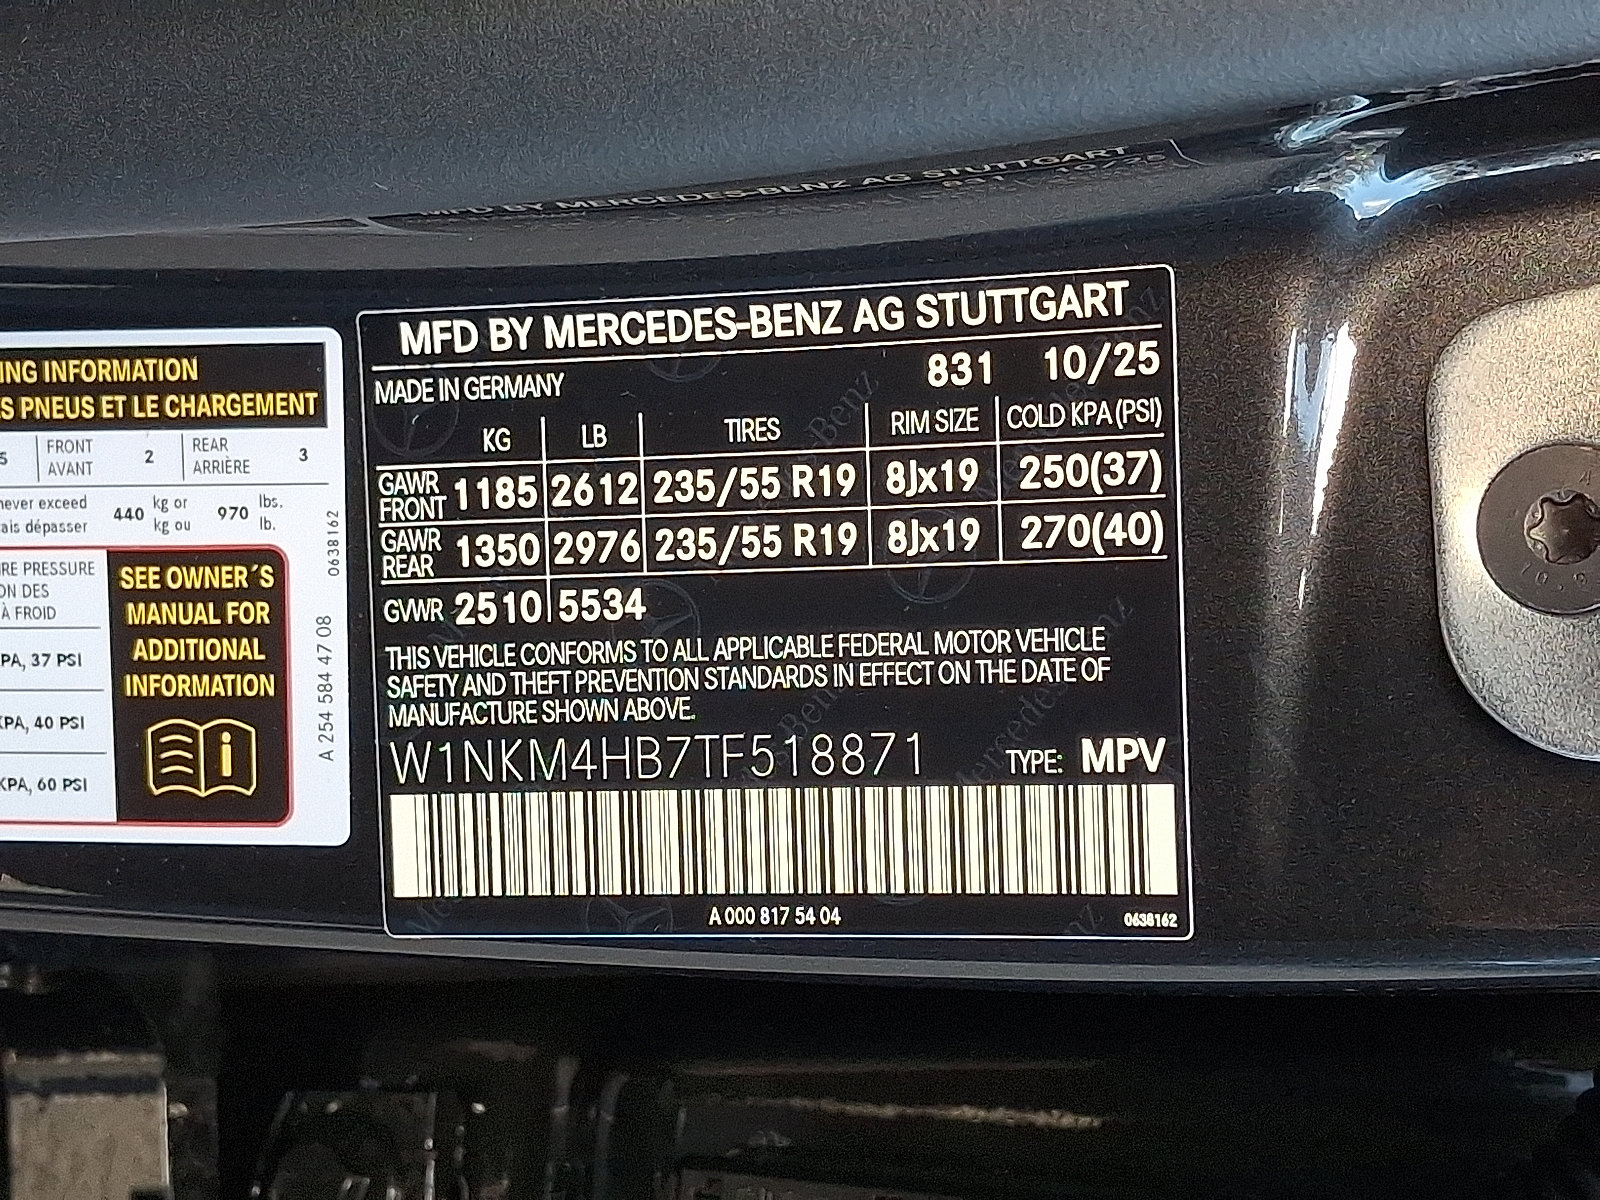 ING INFORMATION
S PNEUS ET LE CHARGEMENT
5 FRONT AVANT 2 REAR ARRIÈRE 3
never exceed 440 kg or 970 lbs.
ais dépasser kg ou lb.
RE PRESSURE
ON DES
À FROID
PA, 37 PSI
KPA, 40 PSI
KPA, 60 PSI
SEE OWNER´S
MANUAL FOR
ADDITIONAL
INFORMATION
i
A 254 584 47 08
0638162
MFD BY MERCEDES-BENZ AG STUTTGART
MADE IN GERMANY 831 10/25
KG LB TIRES RIM SIZE COLD KPA (PSI)
GAWR FRONT 1185 2612 235/55 R19 8Jx19 250(37)
GAWR REAR 1350 2976 235/55 R19 8Jx19 270(40)
GVWR 2510 5534
THIS VEHICLE CONFORMS TO ALL APPLICABLE FEDERAL MOTOR VEHICLE
SAFETY AND THEFT PREVENTION STANDARDS IN EFFECT ON THE DATE OF
MANUFACTURE SHOWN ABOVE.
W1NKM4HB7TF518871 TYPE: MPV
A 000 817 54 04 0638162